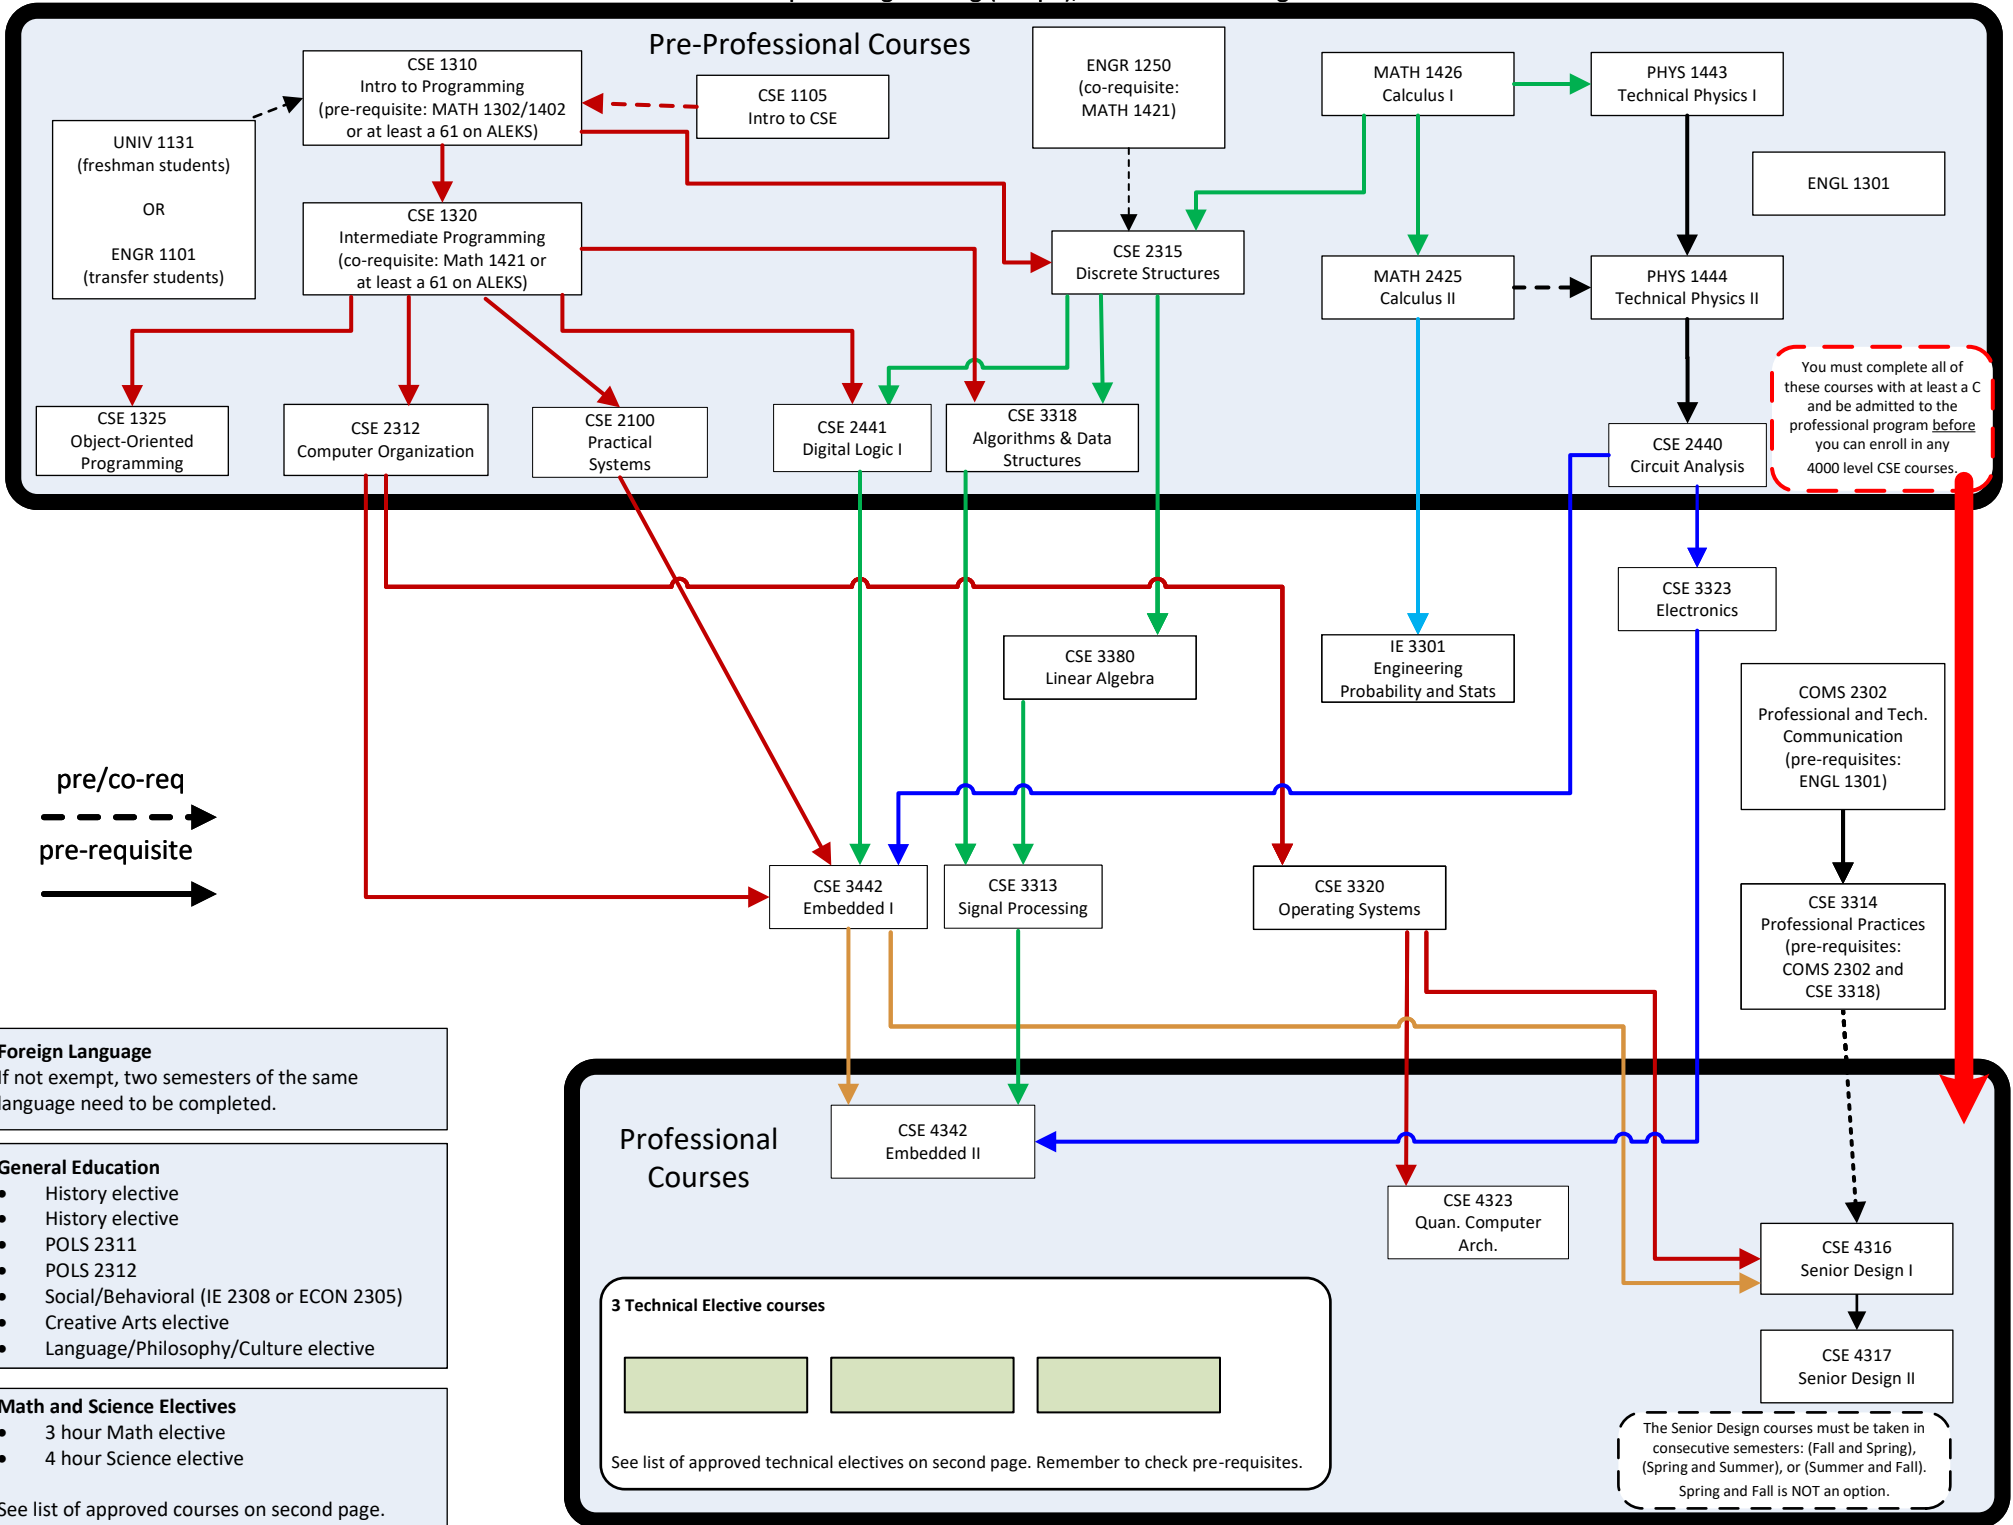 Pre-Professional Courses
CSE 1310
Intro to Programming
(pre-requisite: MATH 1302/1402
or at least a 61 on ALEKS)
CSE 1105
Intro to CSE
ENGR 1250
(co-requisite:
MATH 1421)
MATH 1426
Calculus I
PHYS 1443
Technical Physics I
UNIV 1131
(freshman students)
OR
ENGR 1101
(transfer students)
ENGL 1301
CSE 1320
Intermediate Programming
(co-requisite: Math 1421 or
at least a 61 on ALEKS)
CSE 2315
Discrete Structures
MATH 2425
Calculus II
PHYS 1444
Technical Physics II
You must complete all of
these courses with at least a C
and be admitted to the
professional program before
you can enroll in any
4000 level CSE courses.
CSE 1325
Object-Oriented
Programming
CSE 2312
Computer Organization
CSE 2100
Practical
Systems
CSE 2441
Digital Logic I
CSE 3318
Algorithms & Data
Structures
CSE 2440
Circuit Analysis
CSE 3323
Electronics
CSE 3380
Linear Algebra
IE 3301
Engineering
Probability and Stats
COMS 2302
Professional and Tech.
Communication
(pre-requisites:
ENGL 1301)
pre/co-req
pre-requisite
CSE 3442
Embedded I
CSE 3313
Signal Processing
CSE 3320
Operating Systems
CSE 3314
Professional Practices
(pre-requisites:
COMS 2302 and
CSE 3318)
Foreign Language
If not exempt, two semesters of the same
language need to be completed.
General Education
• History elective
• History elective
• POLS 2311
• POLS 2312
• Social/Behavioral (IE 2308 or ECON 2305)
• Creative Arts elective
• Language/Philosophy/Culture elective
Math and Science Electives
• 3 hour Math elective
• 4 hour Science elective
See list of approved courses on second page.
Professional
Courses
CSE 4342
Embedded II
CSE 4323
Quan. Computer
Arch.
CSE 4316
Senior Design I
CSE 4317
Senior Design II
3 Technical Elective courses
See list of approved technical electives on second page. Remember to check pre-requisites.
The Senior Design courses must be taken in
consecutive semesters: (Fall and Spring),
(Spring and Summer), or (Summer and Fall).
Spring and Fall is NOT an option.